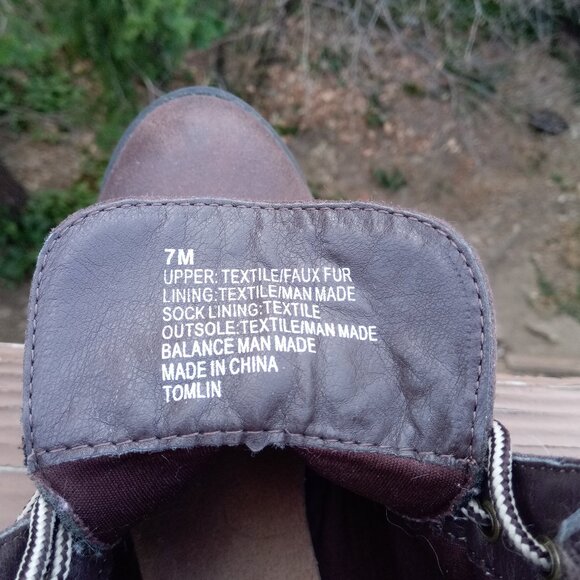 7M
UPPER: TEXTILE/FAUX FUR
LINING:TEXTILE/MAN MADE
SOCK LINING:TEXTILE
OUTSOLE:TEXTILE/MAN MADE
BALANCE MAN MADE
MADE IN CHINA
TOMLIN